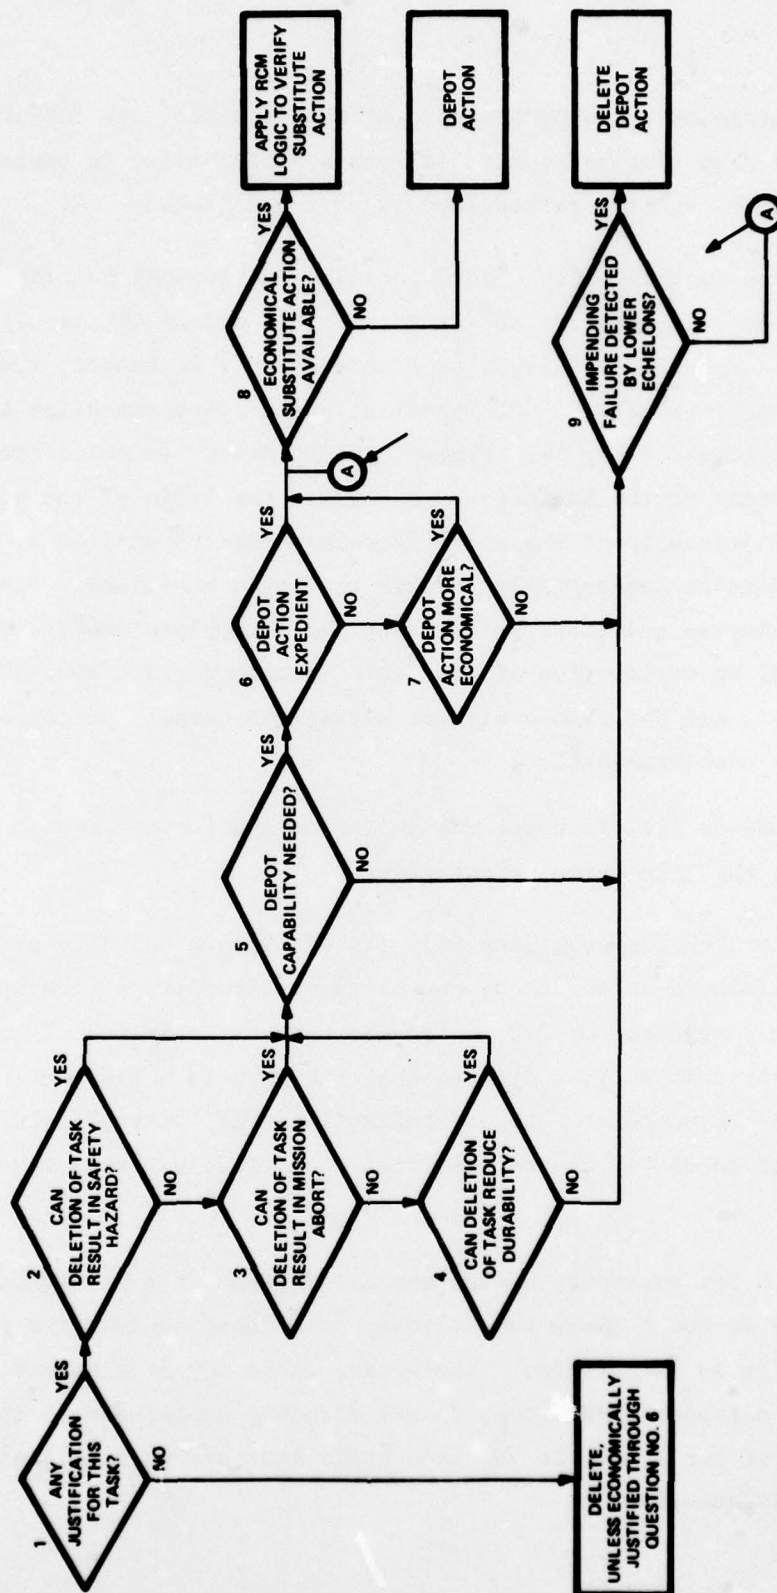 1
ANY
JUSTIFICATION
FOR THIS
TASK?
YES
NO
DELETE,
UNLESS ECONOMICALLY
JUSTIFIED THROUGH
QUESTION NO. 6
2
CAN
DELETION OF TASK
RESULT IN SAFETY
HAZARD?
YES
NO
3
CAN
DELETION OF TASK
RESULT IN MISSION
ABORT?
YES
NO
4
CAN DELETION
OF TASK REDUCE
DURABILITY?
YES
NO
5
DEPOT
CAPABILITY NEEDED?
YES
NO
6
DEPOT
ACTION
EXPEDIENT
YES
NO
7
DEPOT
ACTION MORE
ECONOMICAL?
YES
NO
A
8
ECONOMICAL
SUBSTITUTE ACTION
AVAILABLE?
YES
NO
APPLY RCM
LOGIC TO VERIFY
SUBSTITUTE
ACTION
DEPOT
ACTION
9
IMPENDING
FAILURE DETECTED
BY LOWER
ECHELONS?
YES
NO
DELETE
DEPOT
ACTION
A